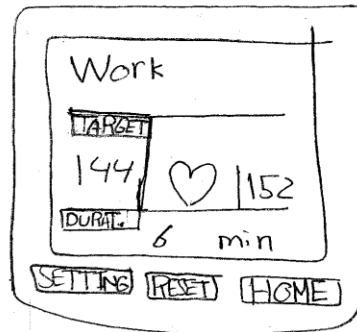 Work
TARGET
144 152
DURAT.
6 min
SETTING RESET HOME